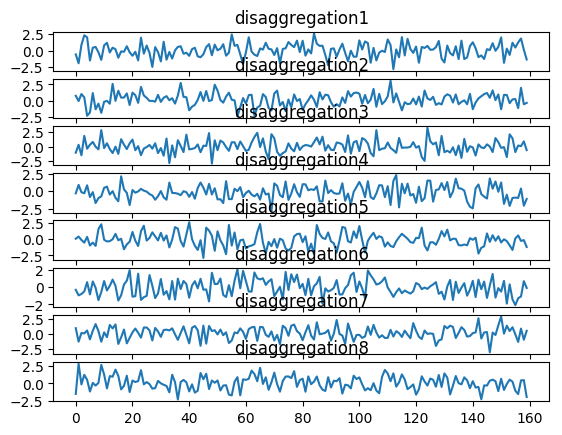 disaggregation1
2.5
0.0
−2.5
disaggregation2
2.5
0.0
−2.5
disaggregation3
2.5
0.0
−2.5
disaggregation4
2.5
0.0
−2.5
disaggregation5
2.5
0.0
−2.5
disaggregation6
2
0
−2
disaggregation7
2.5
0.0
−2.5
disaggregation8
2.5
0.0
−2.5
0 20 40 60 80 100 120 140 160